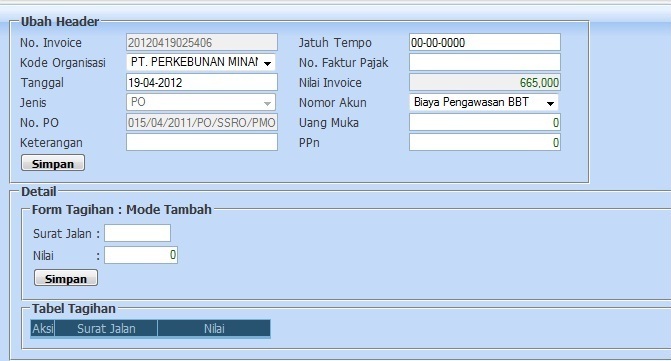 Ubah Header
No. Invoice 20120419025406 Jatuh Tempo 00-00-0000
Kode Organisasi PT. PERKEBUNAN MINAN No. Faktur Pajak
Tanggal 19-04-2012 Nilai Invoice 665,000
Jenis PO Nomor Akun Biaya Pengawasan BBT
No. PO 015/04/2011/PO/SSRO/PMO Uang Muka 0
Keterangan PPn 0
Simpan
Detail
Form Tagihan : Mode Tambah
Surat Jalan :
Nilai : 0
Simpan
Tabel Tagihan
Aksi Surat Jalan Nilai